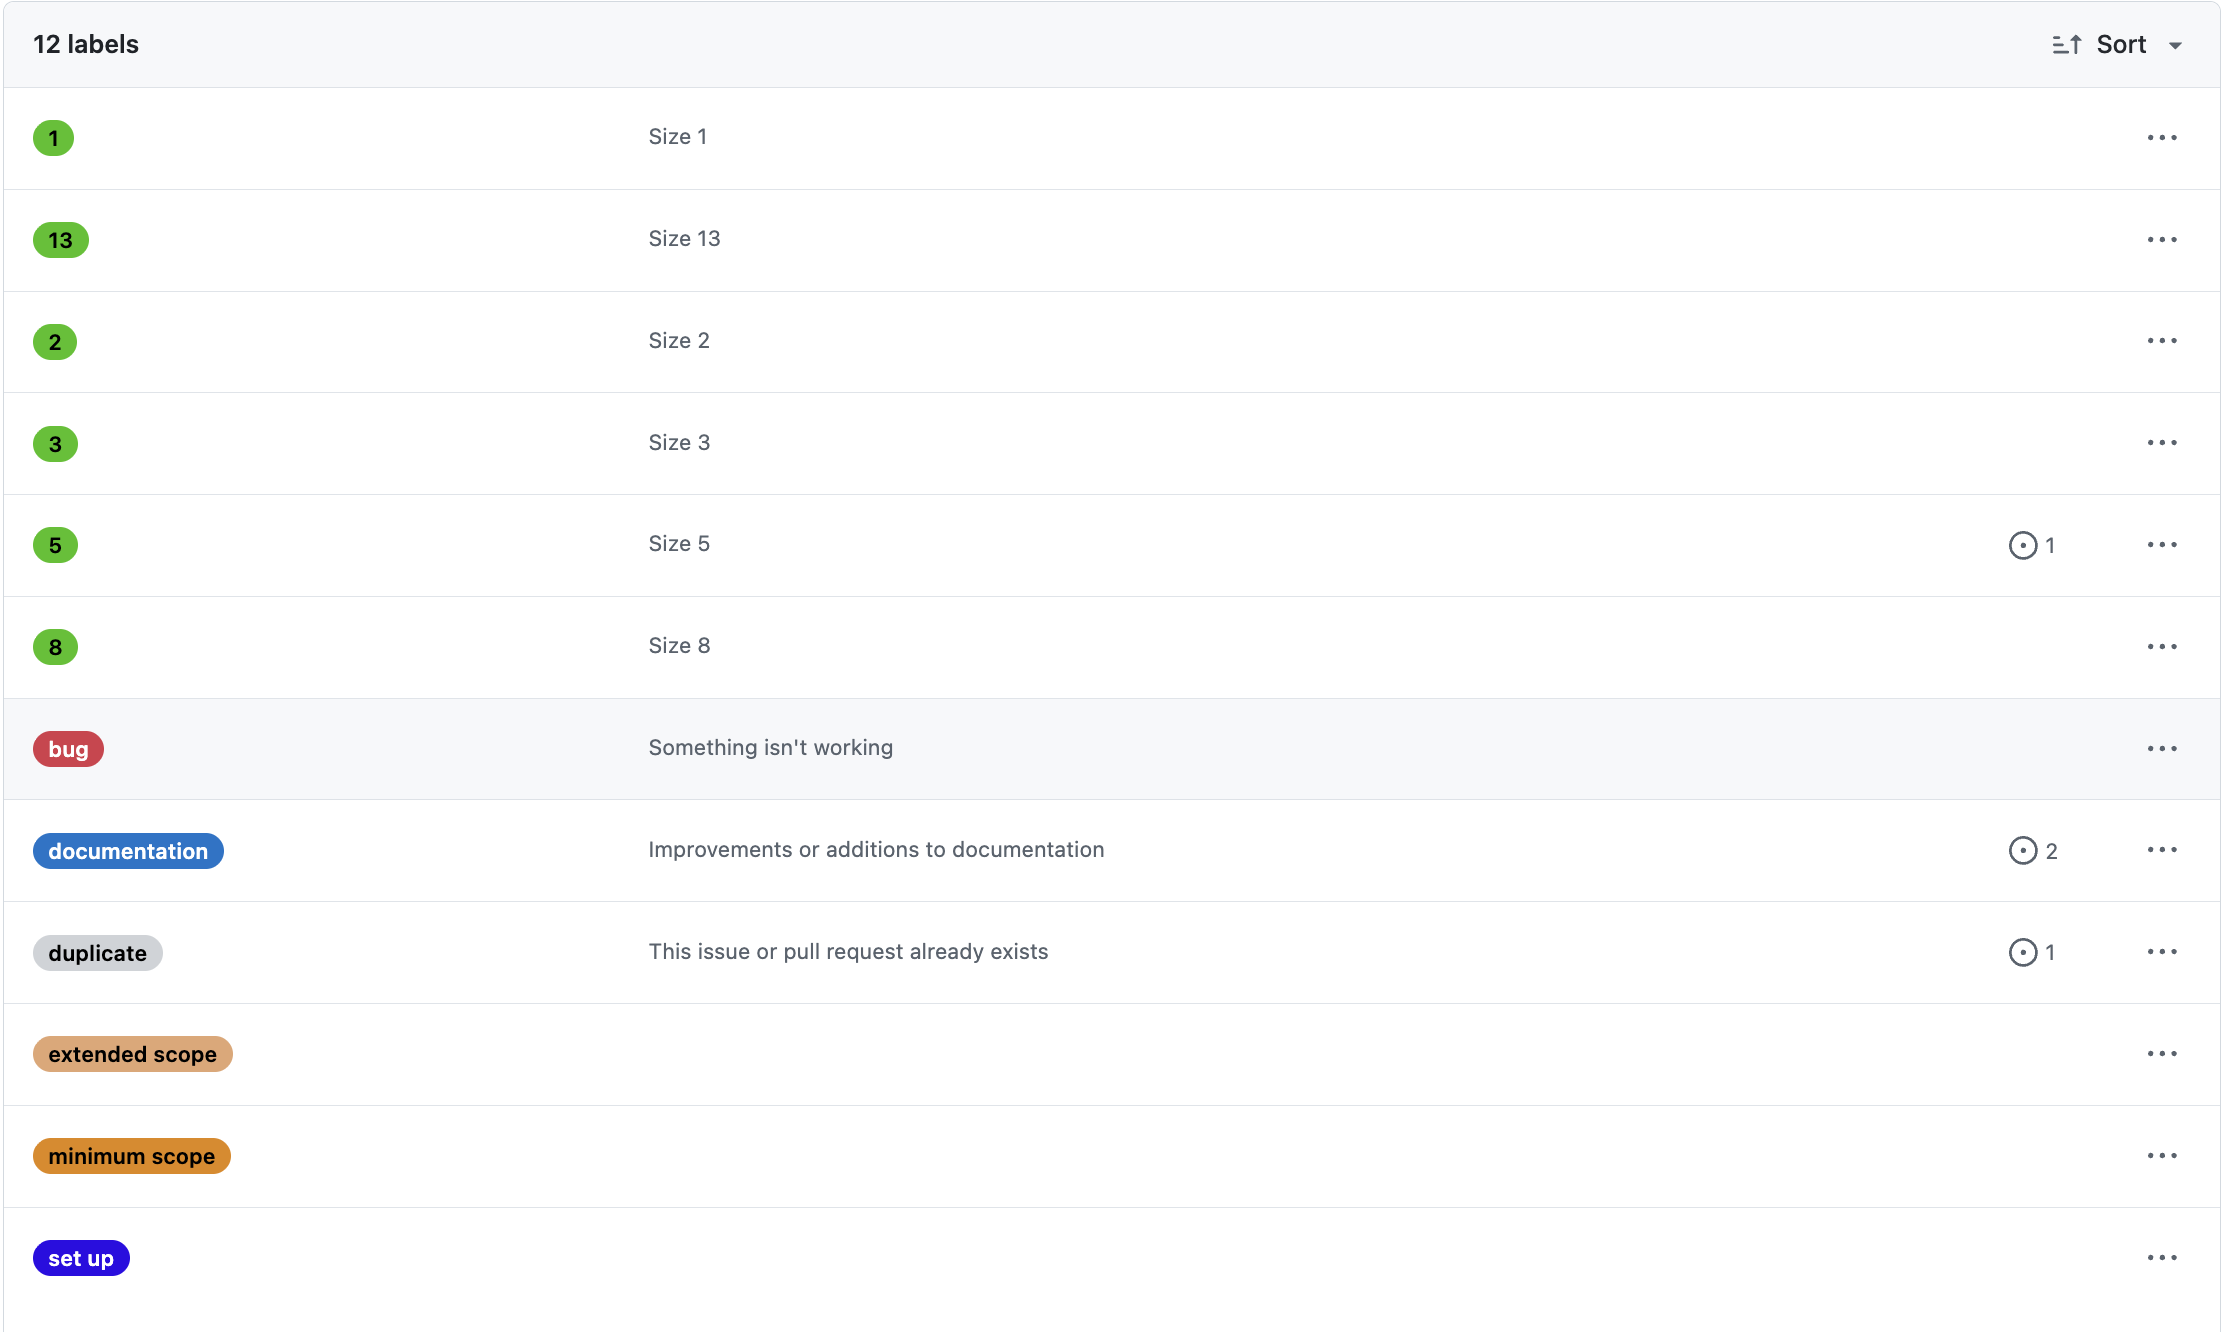 12 labels Sort
1 Size 1
13 Size 13
2 Size 2
3 Size 3
5 Size 5 1
8 Size 8
bug Something isn't working
documentation Improvements or additions to documentation 2
duplicate This issue or pull request already exists 1
extended scope
minimum scope
set up